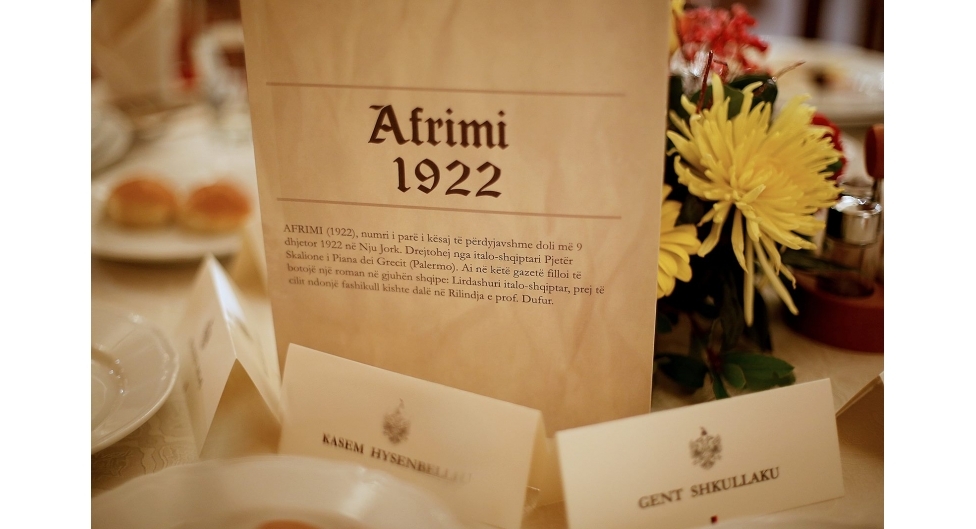 Afrimi
1922
AFRIMI (1922), numri i parë i kësaj të përdyjavshme doli më 9
dhjetor 1922 në Nju Jork. Drejtohej nga italo-shqiptari Pjetër
Skalione i Piana dei Grecit (Palermo). Ai në këtë gazetë filloi të
botojë një roman në gjuhën shqipe: Lirdashuri italo-shqiptar, prej të
cilit ndonjë fashikull kishte dalë në Rilindja e prof. Dufur.
KASEM
GENT SHKULLAKU